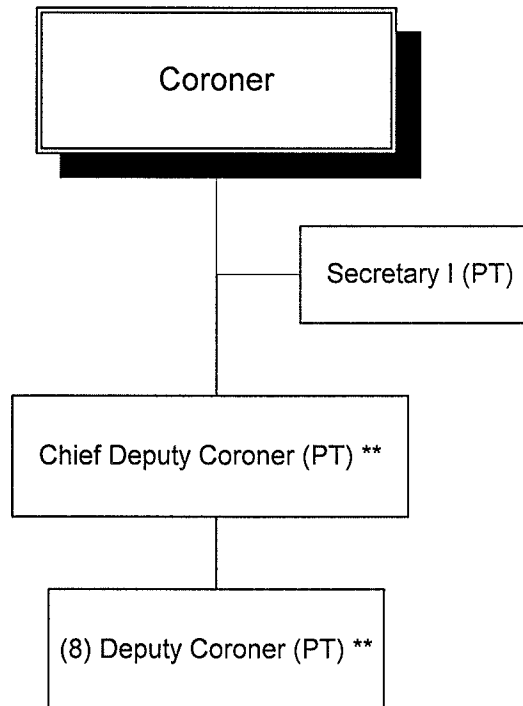 Coroner
Secretary I (PT)
Chief Deputy Coroner (PT) **
(8) Deputy Coroner (PT) **